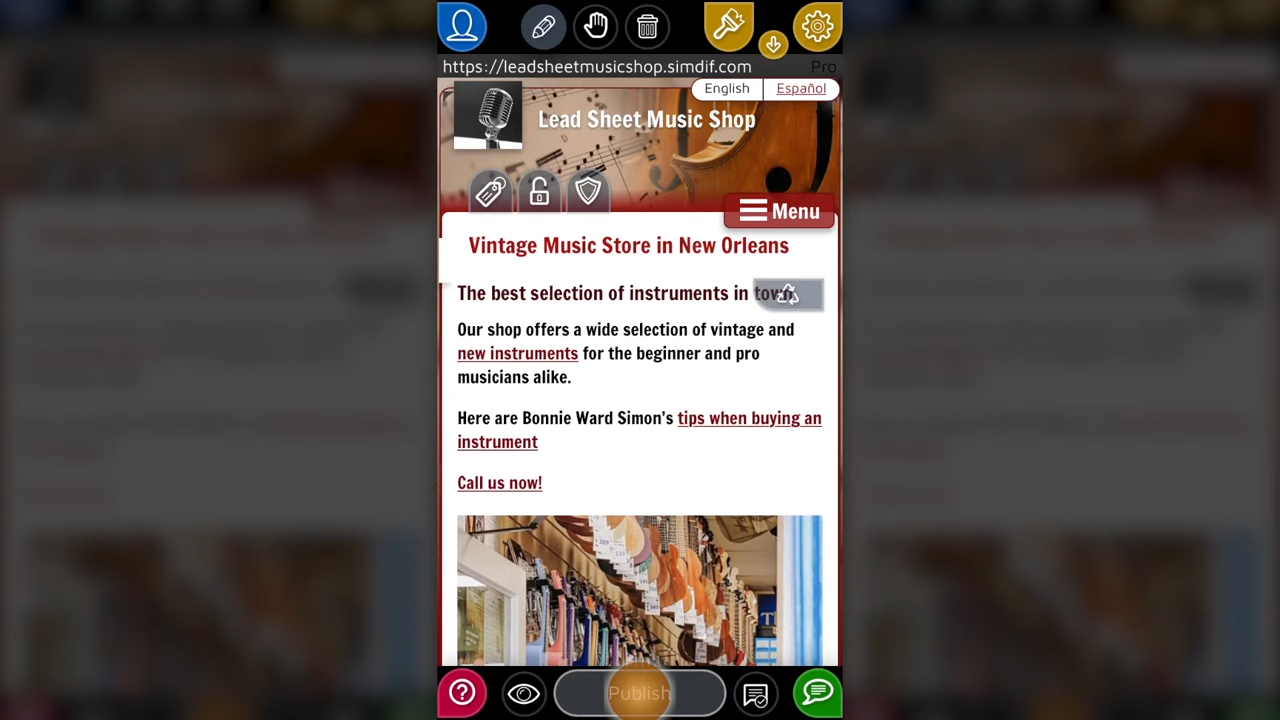 https://leadsheetmusicshop.simdif.com
Pro
English
Español
Lead Sheet Music Shop
Menu
Vintage Music Store in New Orleans
The best selection of instruments in town
Our shop offers a wide selection of vintage and
new instruments for the beginner and pro
musicians alike.
Here are Bonnie Ward Simon's tips when buying an
instrument
Call us now!
Publish